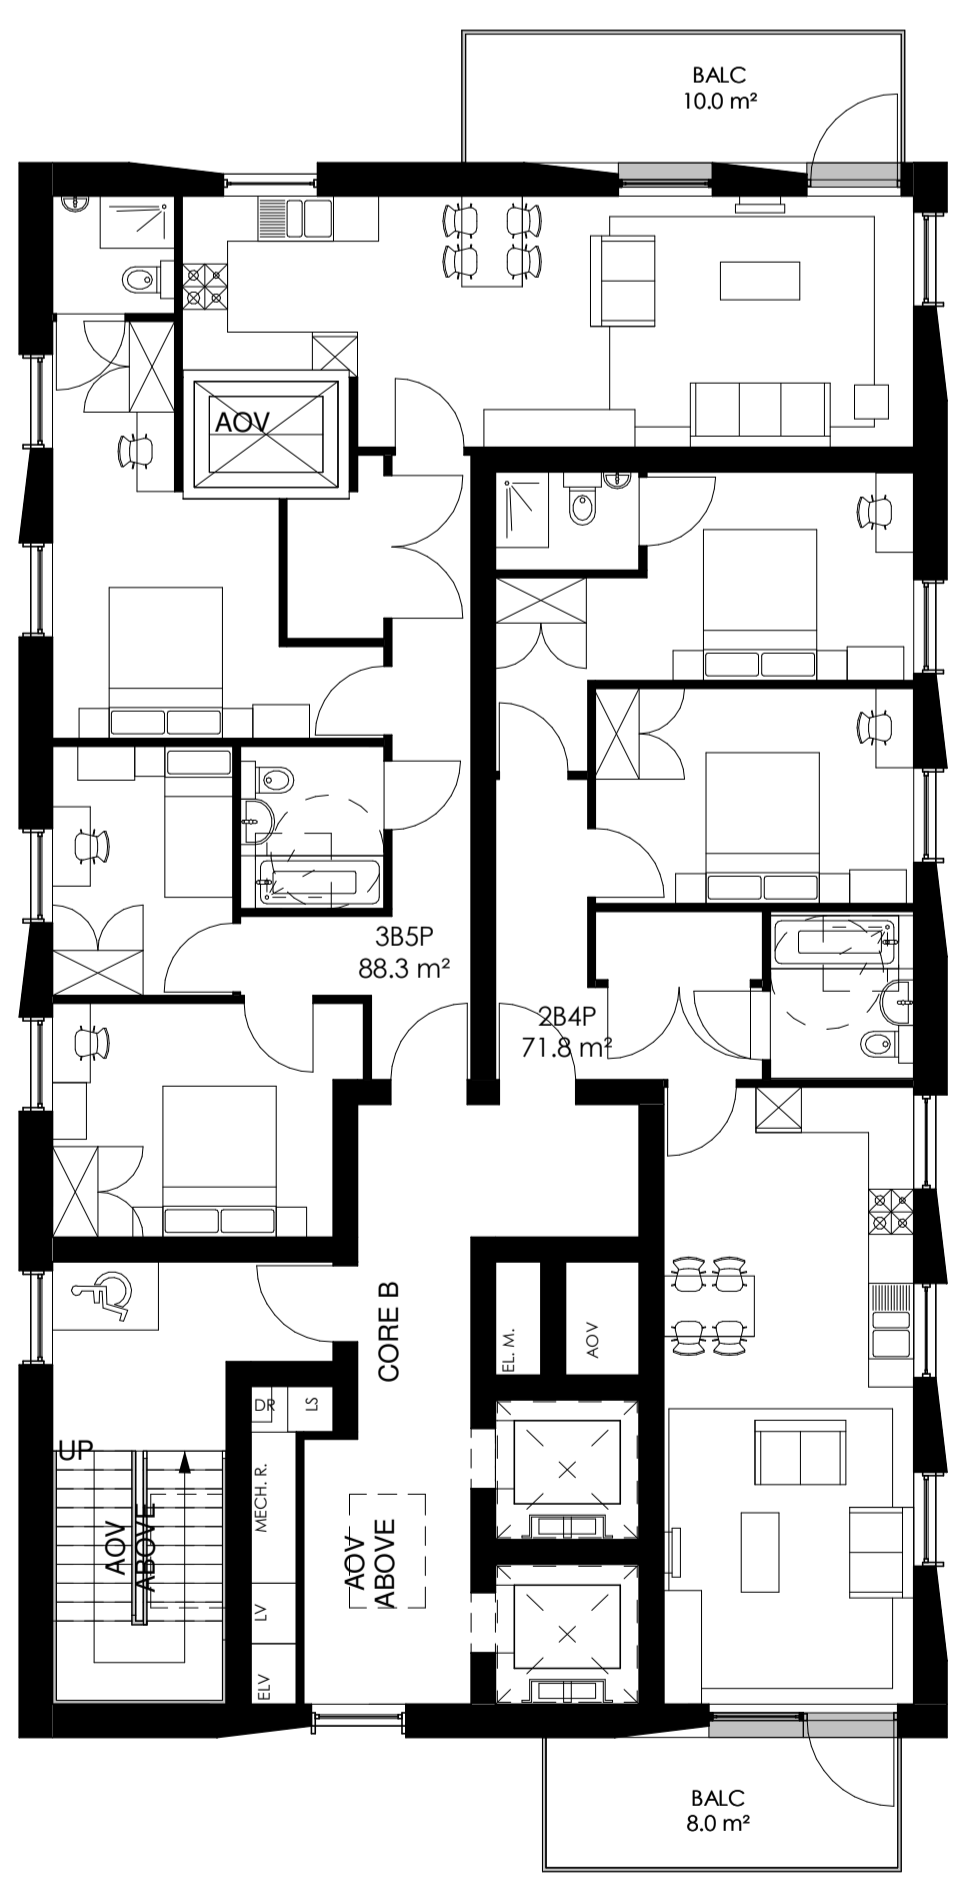 BALC
10.0 m²
AOV
3B5P
88.3 m²
2B4P
71.8 m²
CORE B
EL. M.
AOV
DR
LS
UP
MECH. R.
AOV
ABOVE
AOV
ABOVE
LV
ELV
BALC
8.0 m²